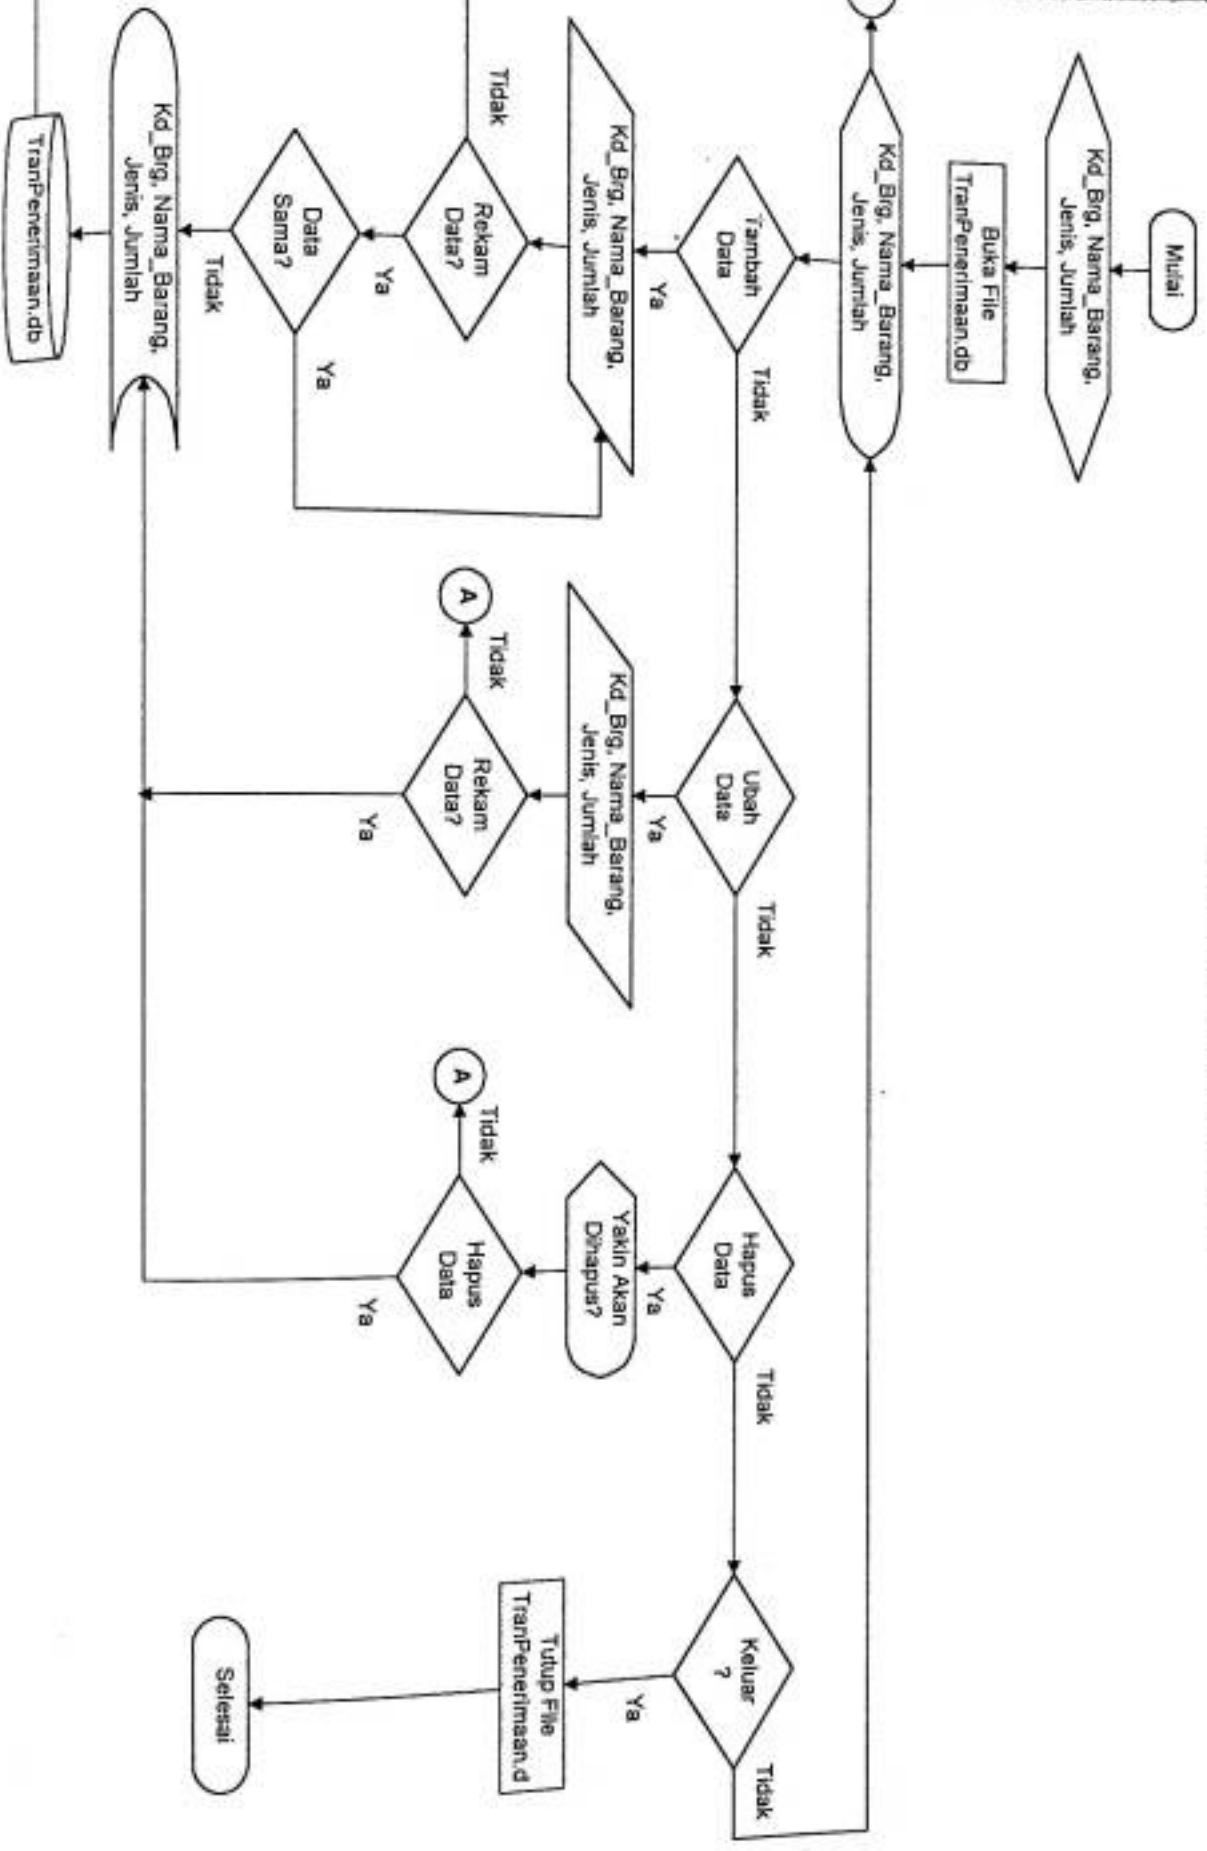 Mulai
Kd_Brg, Nama_Barang,
Jenis, Jumlah
Buka File
TranPenerimaan.db
Kd_Brg, Nama_Barang,
Jenis, Jumlah
Tambah
Data
Tidak
Ubah
Data
Tidak
Hapus
Data
Tidak
Keluar
?
Tidak
Ya
Ya
Ya
Ya
Kd_Brg, Nama_Barang,
Jenis, Jumlah
Kd_Brg, Nama_Barang,
Jenis, Jumlah
Yakin Akan
Dihapus?
Tutup File
TranPenerimaan.d
Tidak
Rekam
Data?
Ya
A
Tidak
Rekam
Data?
Ya
A
Tidak
Hapus
Data
Ya
Data
Sama?
Ya
Tidak
Selesai
Kd_Brg, Nama_Barang,
Jenis, Jumlah
TranPenerimaan.db